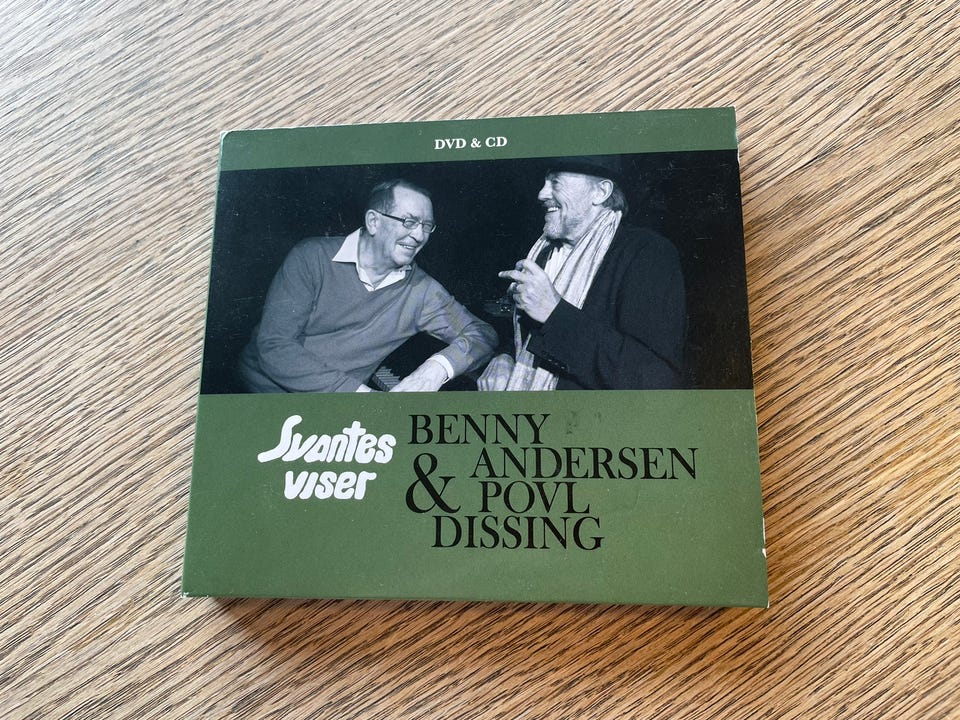 DVD & CD
Svantes
viser
BENNY
& ANDERSEN
POVL
DISSING